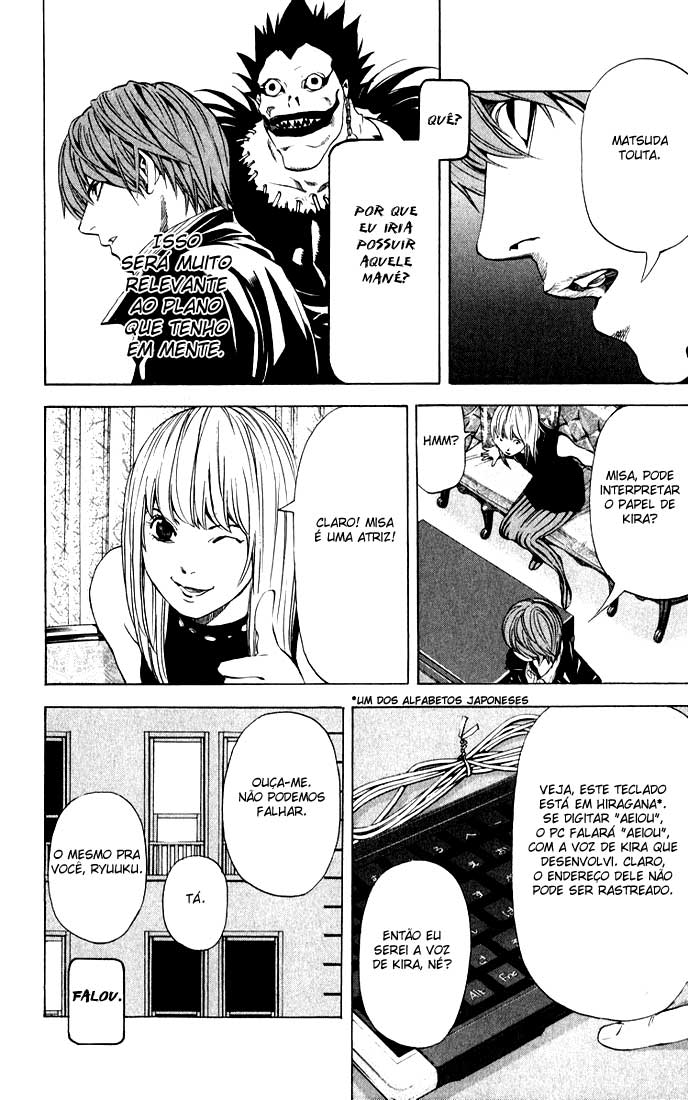 MATSUDA
TOUTA.
QUÊ?
POR QUE
EU IRIA
POSSUIR
AQUELE
MANÉ?
ISSO
SERÁ MUITO
RELEVANTE
AO PLANO
QUE TENHO
EM MENTE.
MISA, PODE
INTERPRETAR
O PAPEL DE
KIRA?
HMM?
CLARO! MISA
É UMA ATRIZ!
*UM DOS ALFABETOS JAPONESES
VEJA, ESTE TECLADO
ESTÁ EM HIRAGANA*.
SE DIGITAR "AEIOU",
O PC FALARÁ "AEIOU",
COM A VOZ DE KIRA QUE
DESENVOLVI. CLARO,
O ENDEREÇO DELE NÃO
PODE SER RASTREADO.
ENTÃO EU
SEREI A VOZ
DE KIRA, NÉ?
Alt
Fnc
OUÇA-ME.
NÃO PODEMOS
FALHAR.
TÁ.
O MESMO PRA
VOCÊ, RYUUKU.
FALOU.